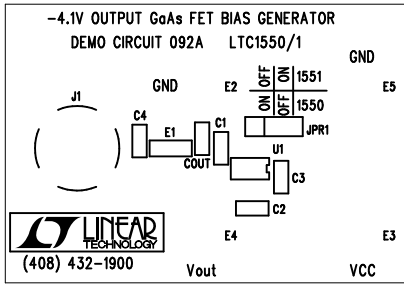 -4.1V OUTPUT GaAs FET BIAS GENERATOR
DEMO CIRCUIT 092A LTC1550/1
GND
GND
E2
OFF ON 1551
ON OFF 1550
E5
J1
C4
E1
COUT
C1
JPR1
U1
C3
C2
LINEAR
TECHNOLOGY
(408) 432-1900
E4
E3
Vout
VCC